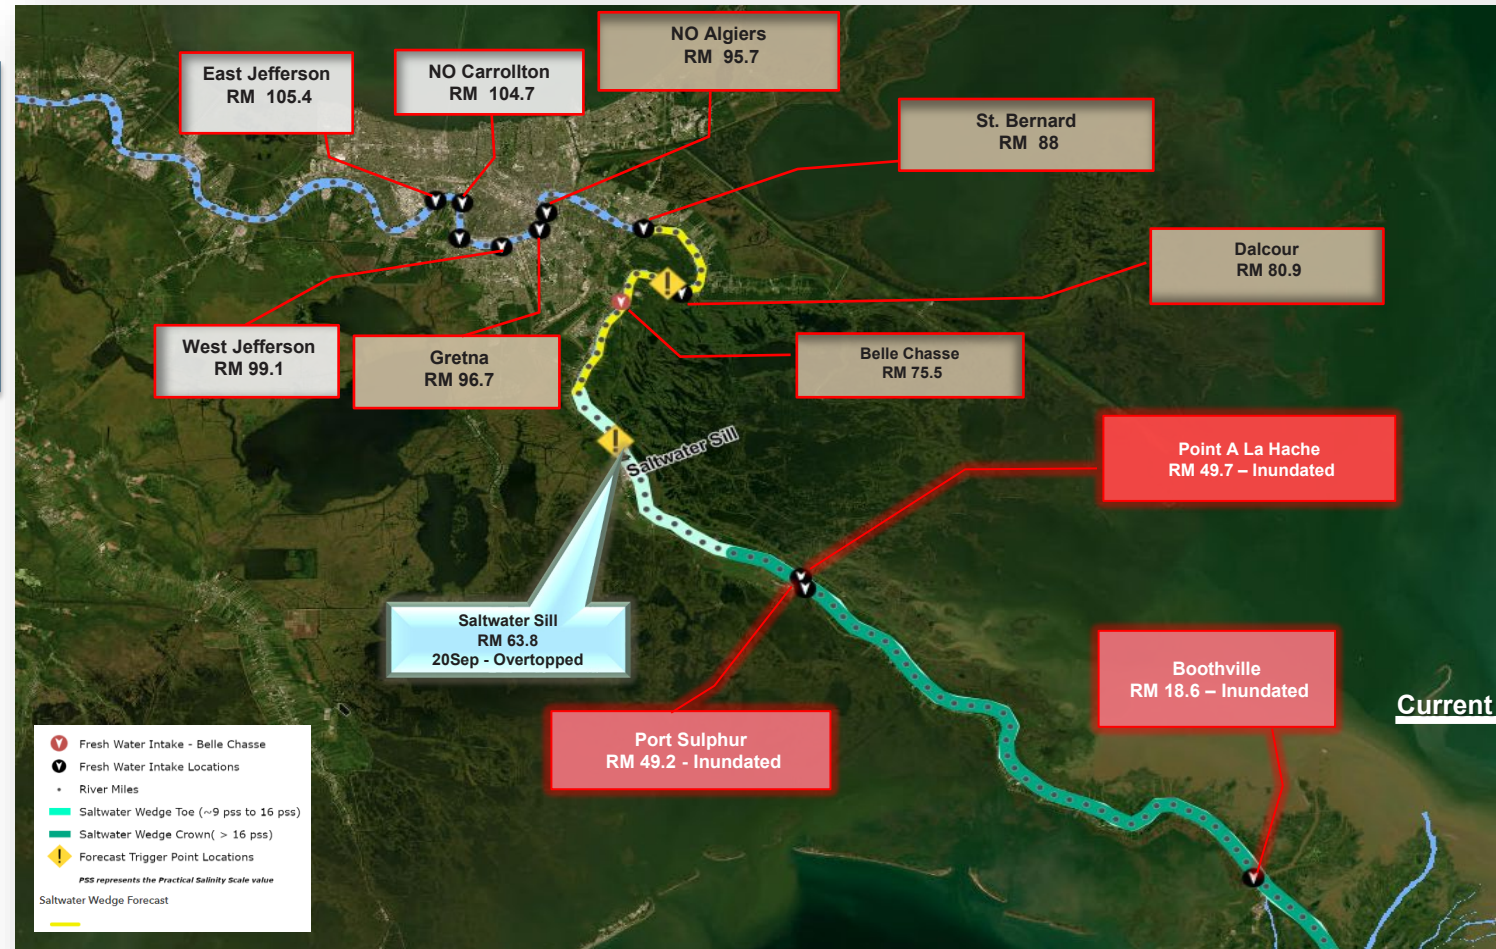 NO Algiers
RM 95.7
East Jefferson
RM 105.4
NO Carrollton
RM 104.7
St. Bernard
RM 88
Dalcour
RM 80.9
West Jefferson
RM 99.1
Gretna
RM 96.7
Belle Chasse
RM 75.5
Saltwater Sill
Point A La Hache
RM 49.7 – Inundated
Saltwater Sill
RM 63.8
20Sep - Overtopped
Boothville
RM 18.6 – Inundated
Current
Port Sulphur
RM 49.2 - Inundated
Fresh Water Intake - Belle Chasse
Fresh Water Intake Locations
River Miles
Saltwater Wedge Toe (~9 pss to 16 pss)
Saltwater Wedge Crown( > 16 pss)
Forecast Trigger Point Locations
PSS represents the Practical Salinity Scale value
Saltwater Wedge Forecast